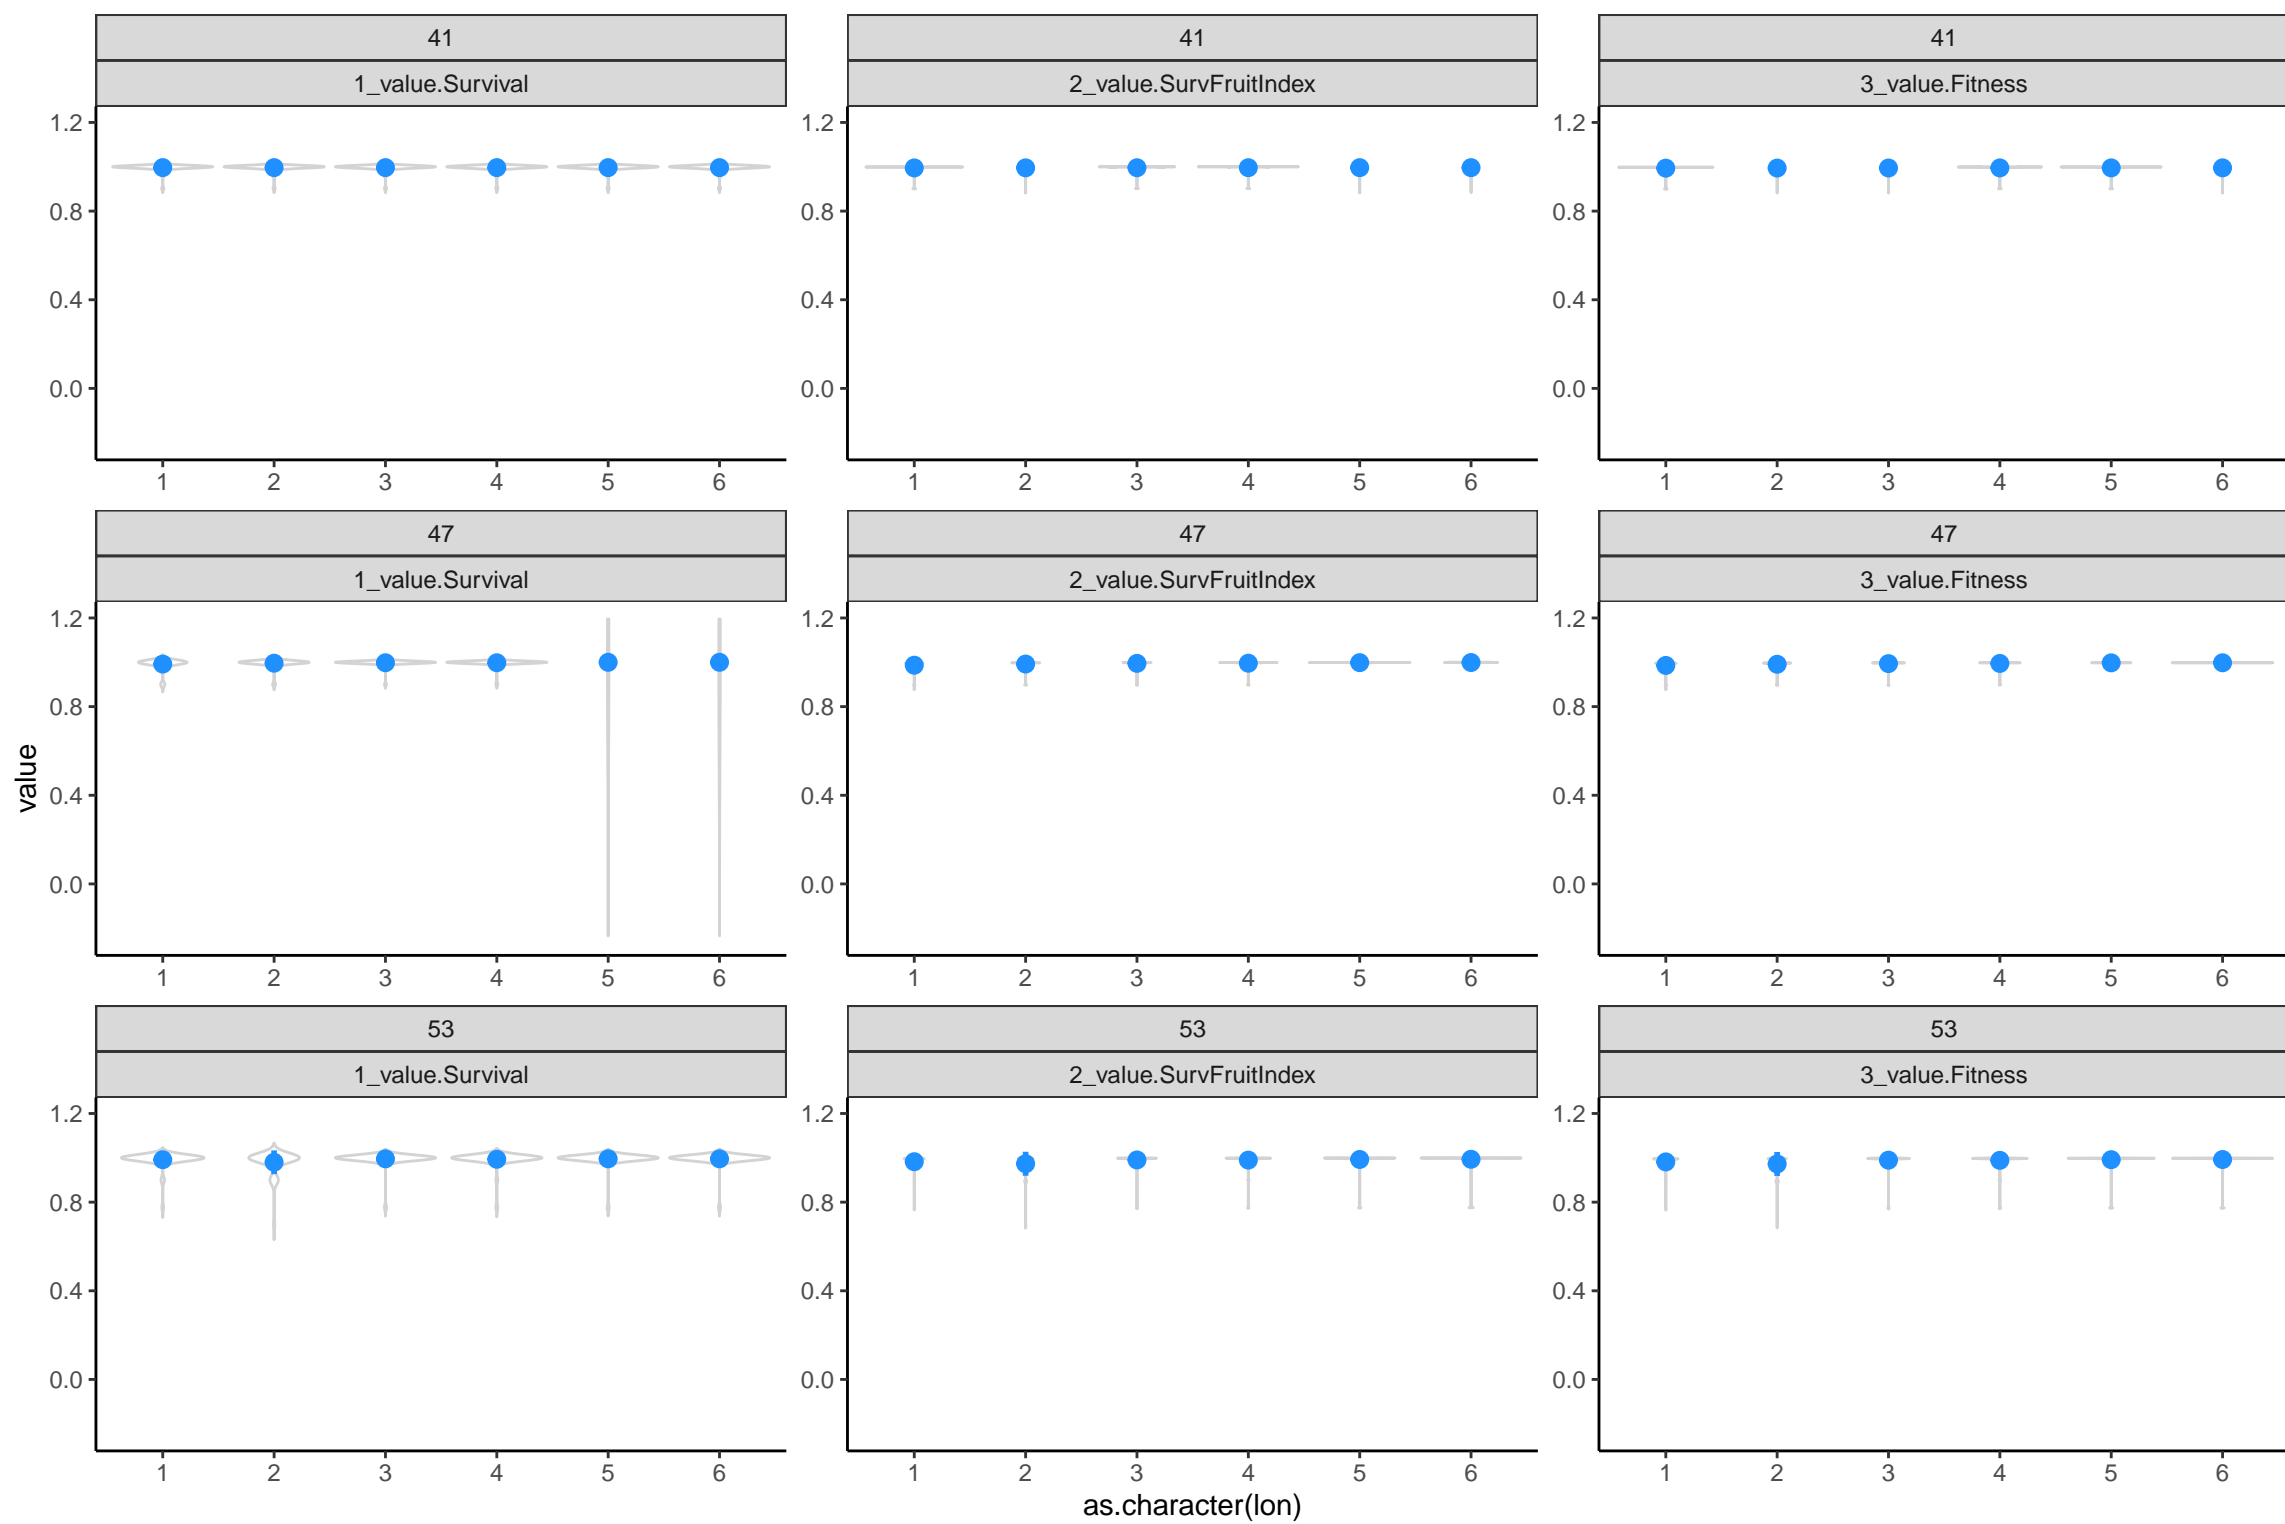 41 41 41
1_value.Survival 2_value.SurvFruitIndex 3_value.Fitness
1.2 1.2 1.2
0.8 0.8 0.8
0.4 0.4 0.4
0.0 0.0 0.0
1 2 3 4 5 6 1 2 3 4 5 6 1 2 3 4 5 6
47 47 47
1_value.Survival 2_value.SurvFruitIndex 3_value.Fitness
1.2 1.2 1.2
0.8 0.8 0.8
value
0.4 0.4 0.4
0.0 0.0 0.0
1 2 3 4 5 6 1 2 3 4 5 6 1 2 3 4 5 6
53 53 53
1_value.Survival 2_value.SurvFruitIndex 3_value.Fitness
1.2 1.2 1.2
0.8 0.8 0.8
0.4 0.4 0.4
0.0 0.0 0.0
1 2 3 4 5 6 1 2 3 4 5 6 1 2 3 4 5 6
as.character(lon)